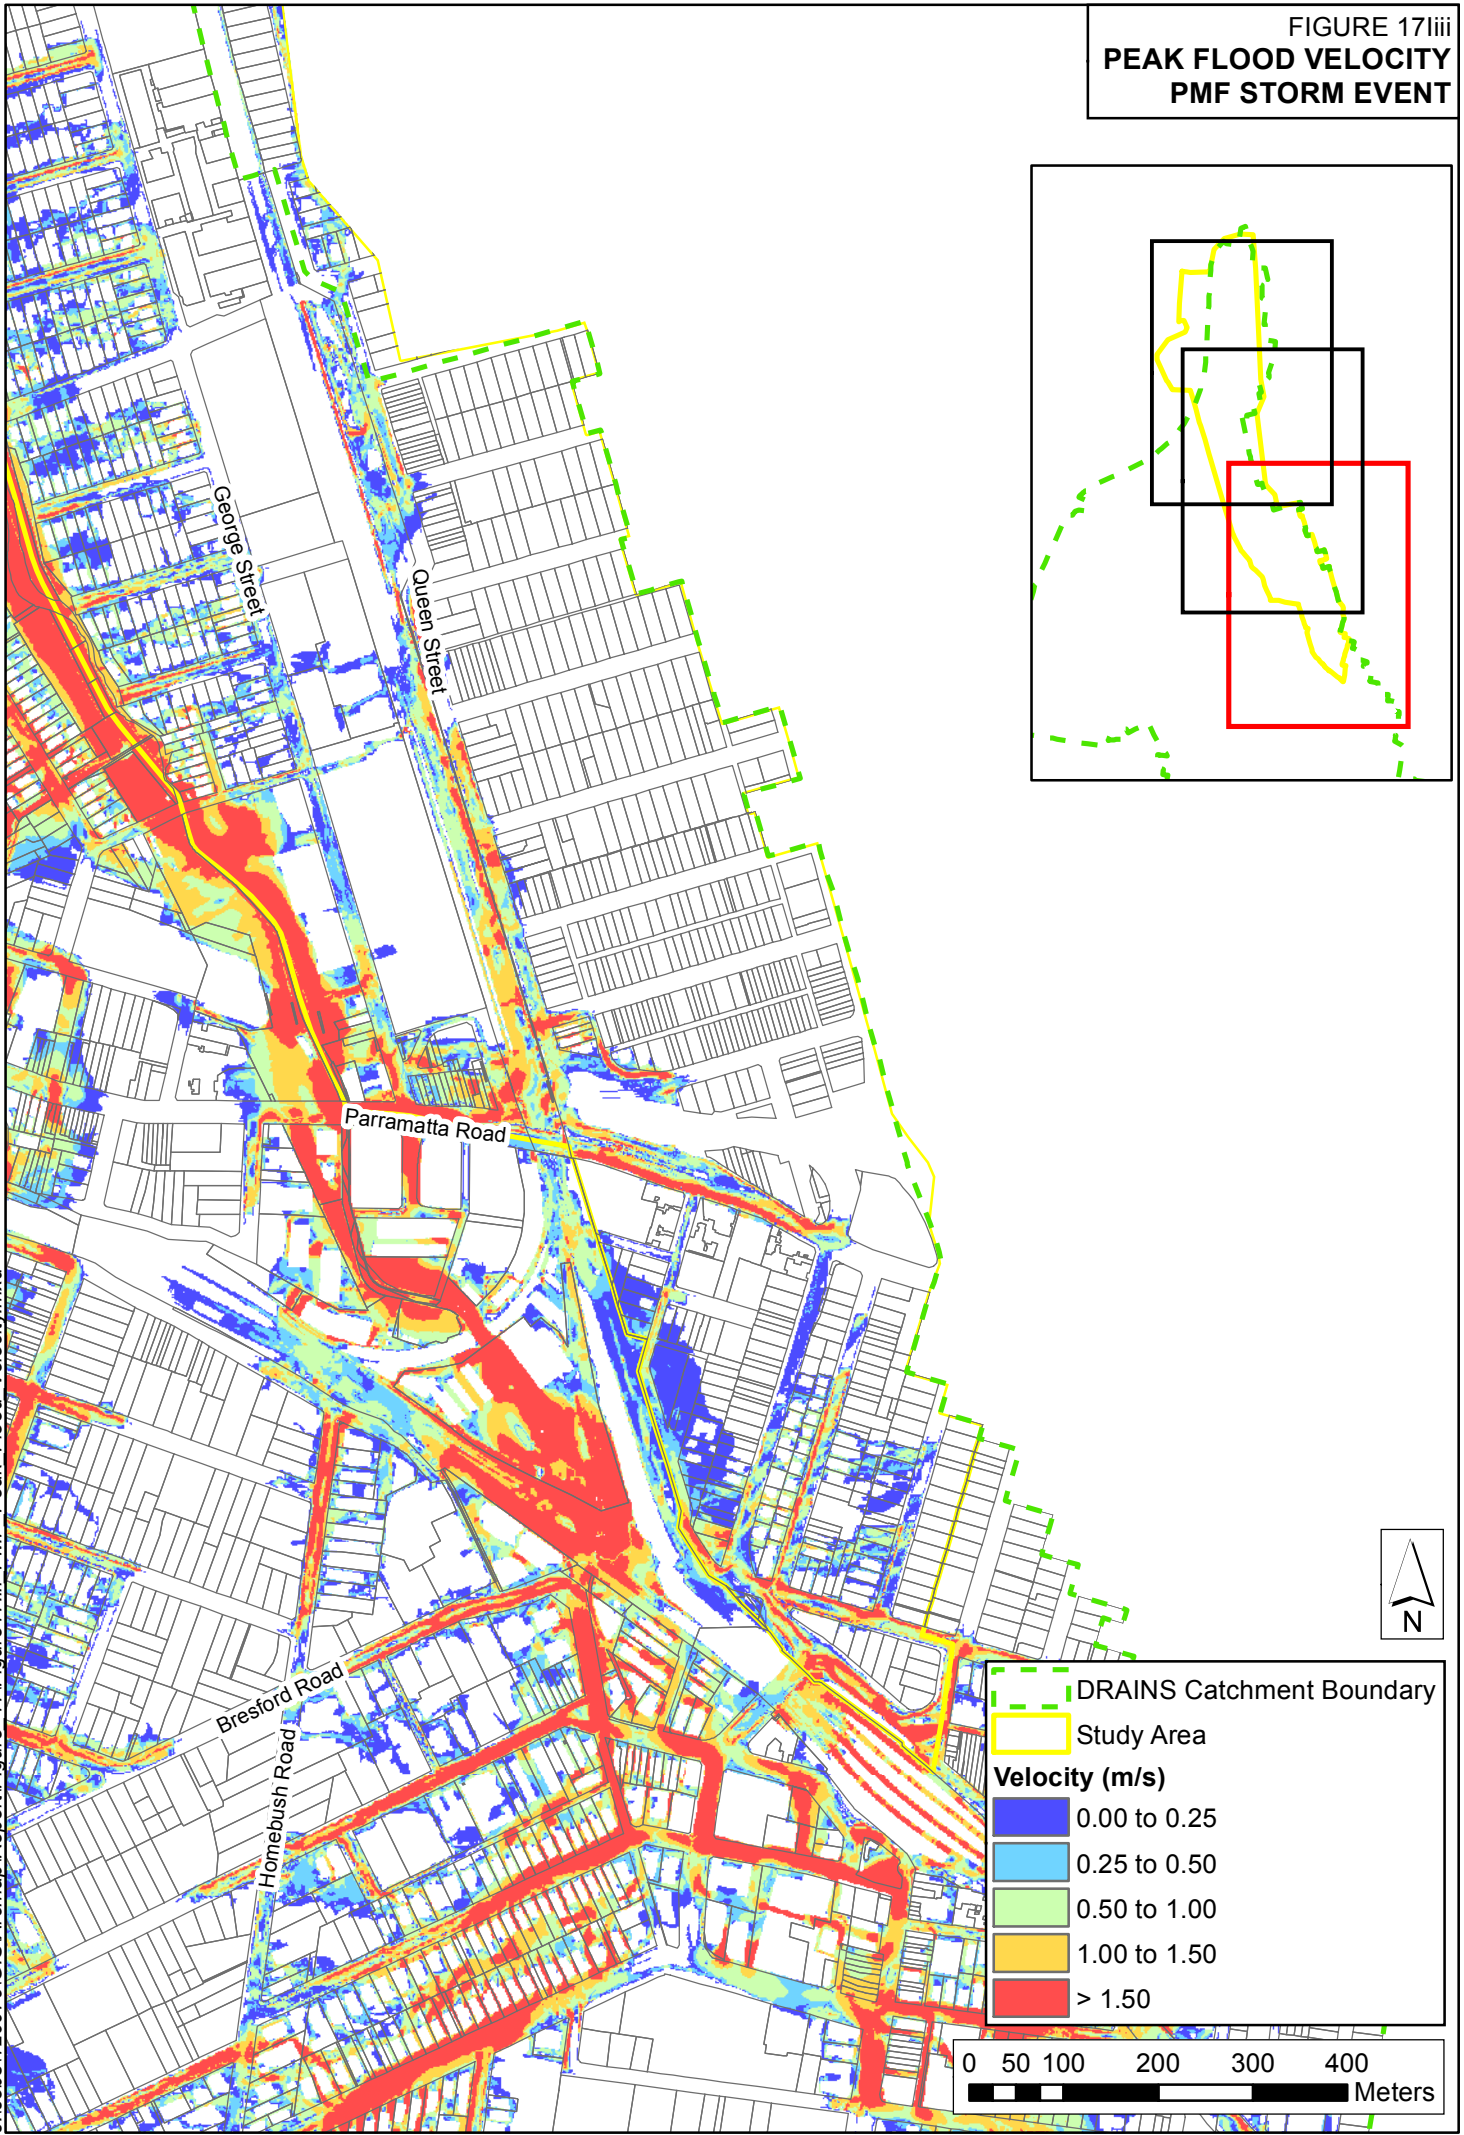 FIGURE 17Iiii
PEAK FLOOD VELOCITY
PMF STORM EVENT
George Street
Queen Street
Parramatta Road
Bresford Road
Homebush Road
N
DRAINS Catchment Boundary
Study Area
Velocity (m/s)
0.00 to 0.25
0.25 to 0.50
0.50 to 1.00
1.00 to 1.50
> 1.50
0 50 100 200 300 400
Meters